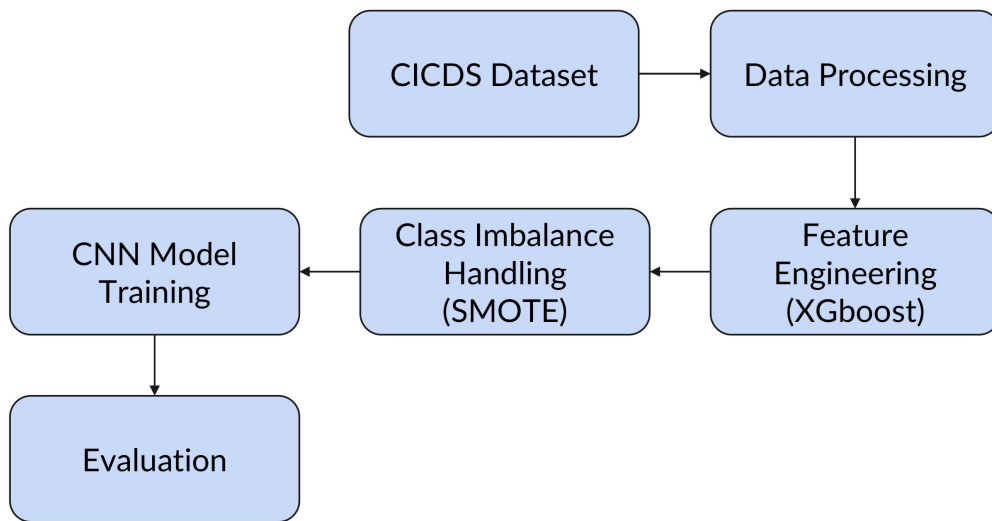 CICDS Dataset
Data Processing
Feature
Engineering
(XGboost)
Class Imbalance
Handling
(SMOTE)
CNN Model
Training
Evaluation